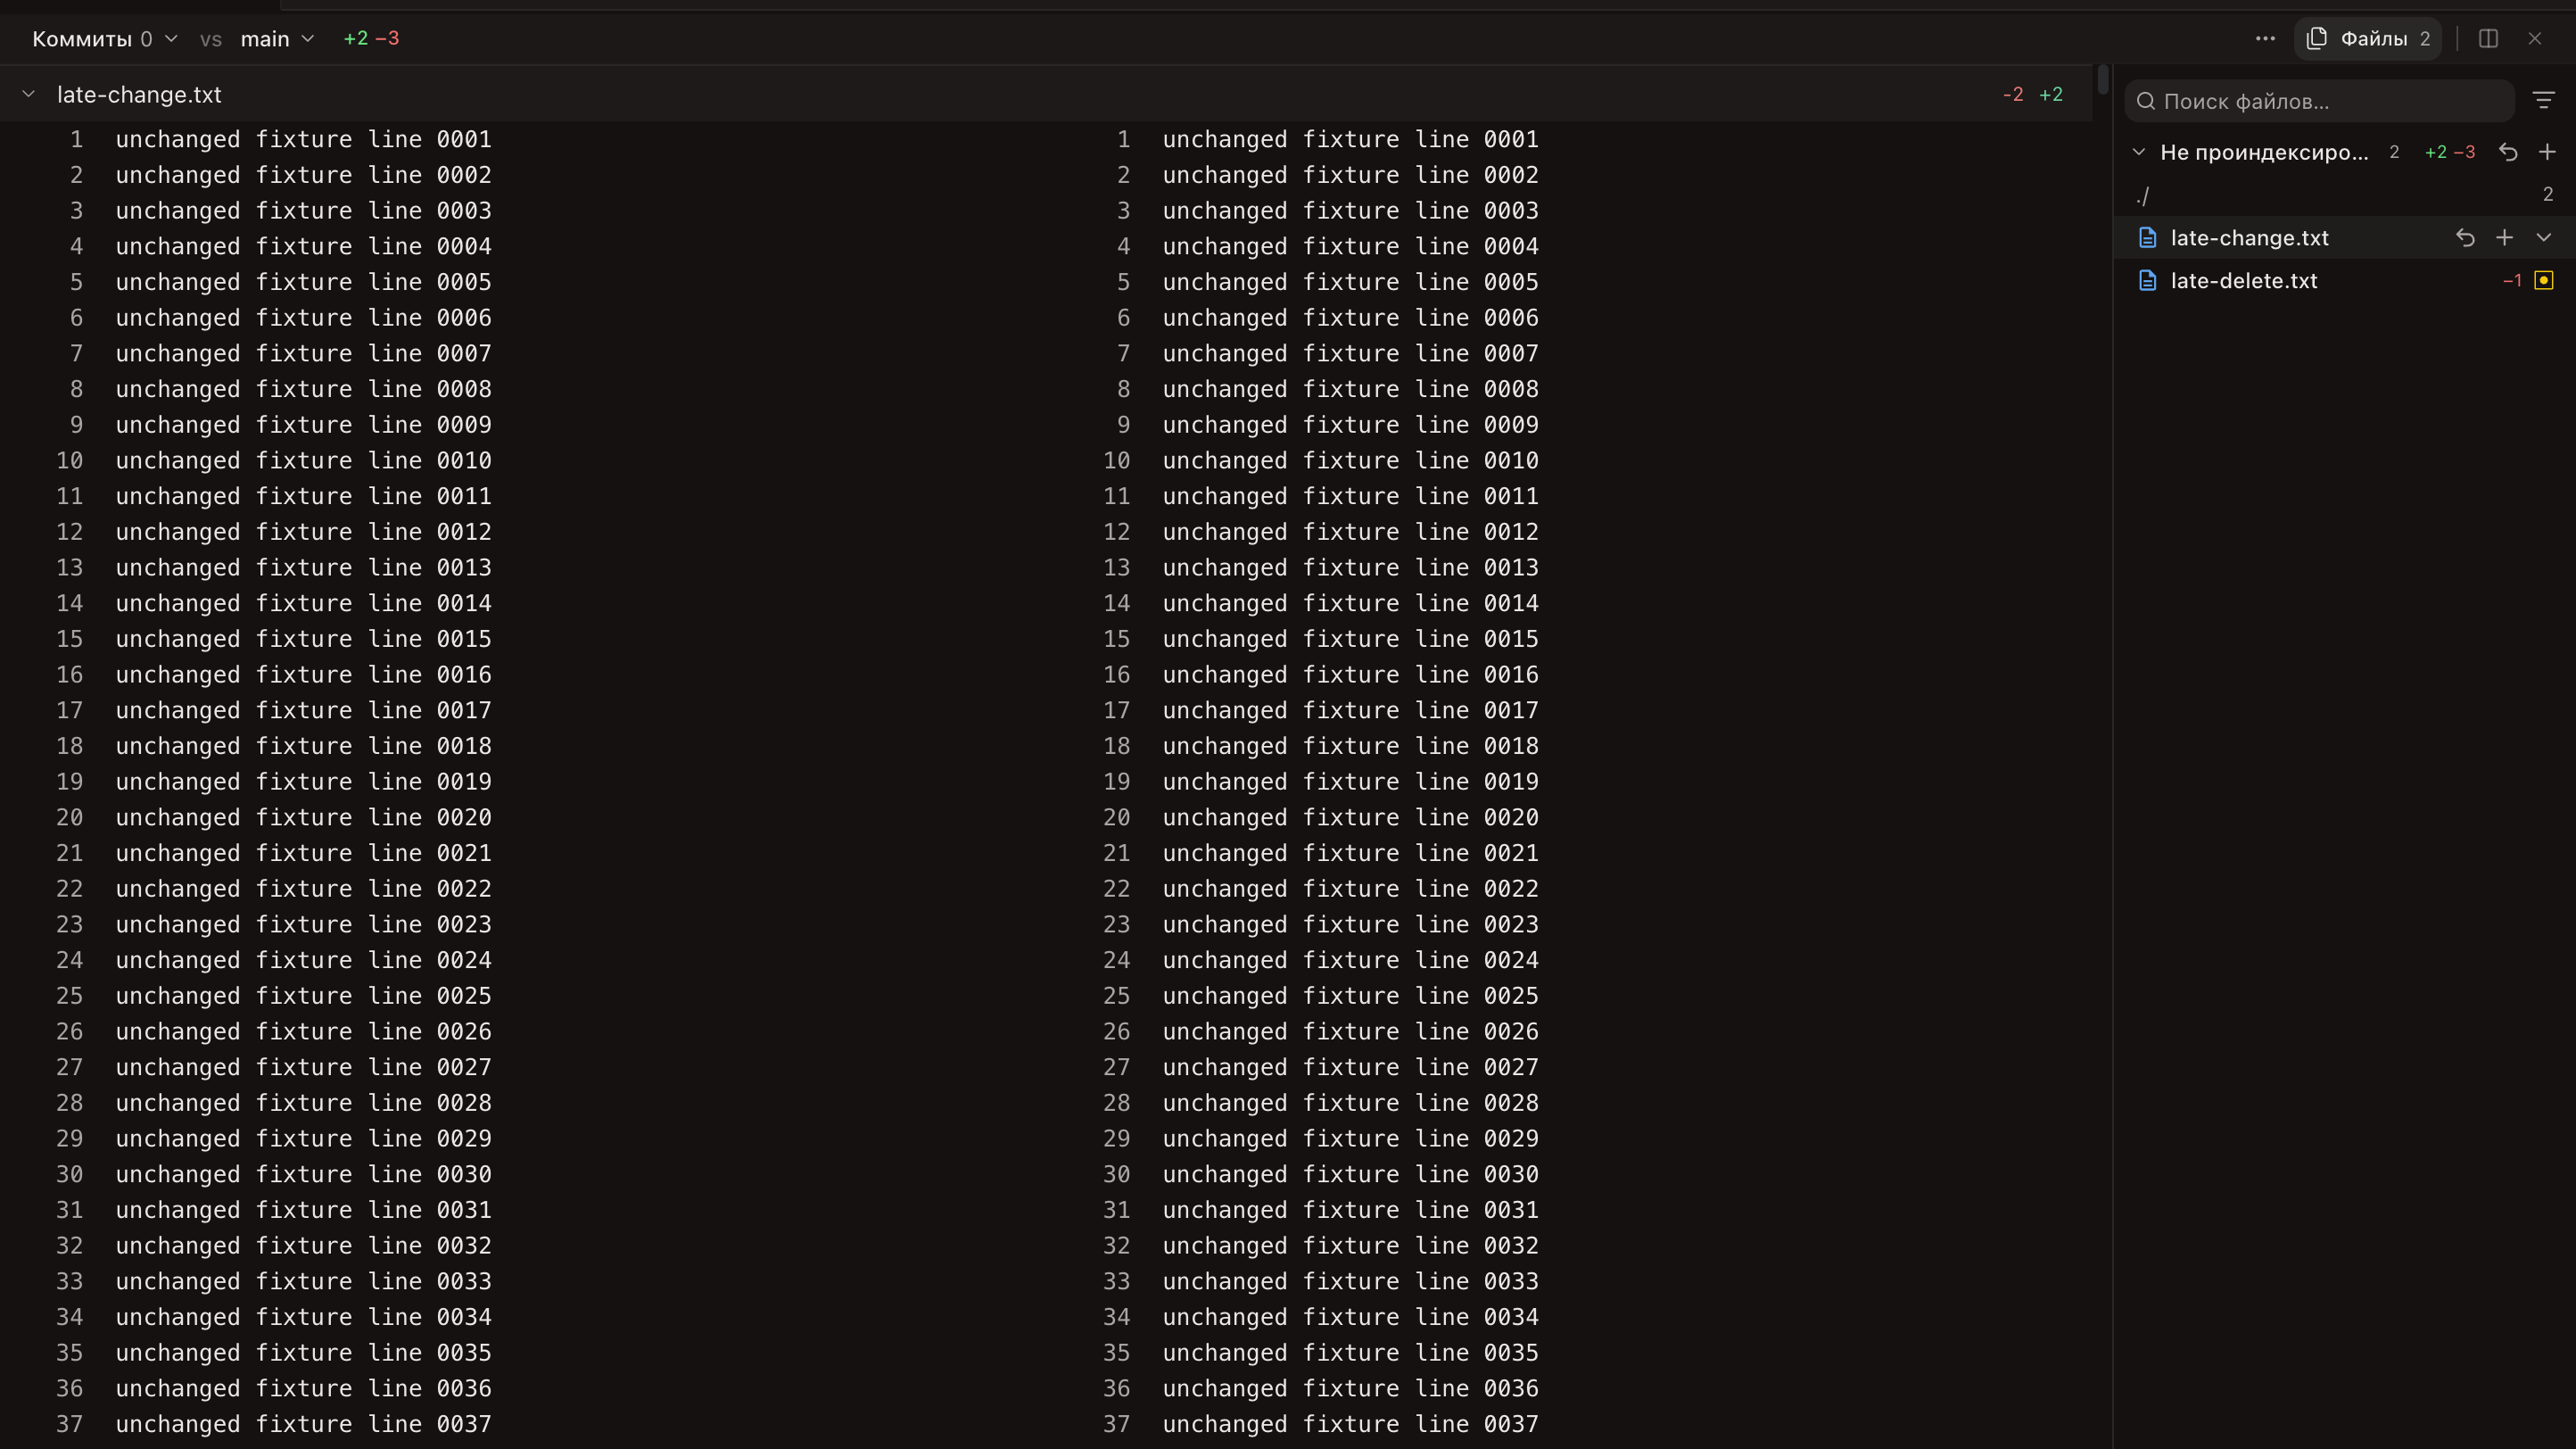 Коммиты 0 vs main +2 −3 ... Файлы 2
late-change.txt -2 +2
1 unchanged fixture line 0001 1 unchanged fixture line 0001
2 unchanged fixture line 0002 2 unchanged fixture line 0002
3 unchanged fixture line 0003 3 unchanged fixture line 0003
4 unchanged fixture line 0004 4 unchanged fixture line 0004
5 unchanged fixture line 0005 5 unchanged fixture line 0005
6 unchanged fixture line 0006 6 unchanged fixture line 0006
7 unchanged fixture line 0007 7 unchanged fixture line 0007
8 unchanged fixture line 0008 8 unchanged fixture line 0008
9 unchanged fixture line 0009 9 unchanged fixture line 0009
10 unchanged fixture line 0010 10 unchanged fixture line 0010
11 unchanged fixture line 0011 11 unchanged fixture line 0011
12 unchanged fixture line 0012 12 unchanged fixture line 0012
13 unchanged fixture line 0013 13 unchanged fixture line 0013
14 unchanged fixture line 0014 14 unchanged fixture line 0014
15 unchanged fixture line 0015 15 unchanged fixture line 0015
16 unchanged fixture line 0016 16 unchanged fixture line 0016
17 unchanged fixture line 0017 17 unchanged fixture line 0017
18 unchanged fixture line 0018 18 unchanged fixture line 0018
19 unchanged fixture line 0019 19 unchanged fixture line 0019
20 unchanged fixture line 0020 20 unchanged fixture line 0020
21 unchanged fixture line 0021 21 unchanged fixture line 0021
22 unchanged fixture line 0022 22 unchanged fixture line 0022
23 unchanged fixture line 0023 23 unchanged fixture line 0023
24 unchanged fixture line 0024 24 unchanged fixture line 0024
25 unchanged fixture line 0025 25 unchanged fixture line 0025
26 unchanged fixture line 0026 26 unchanged fixture line 0026
27 unchanged fixture line 0027 27 unchanged fixture line 0027
28 unchanged fixture line 0028 28 unchanged fixture line 0028
29 unchanged fixture line 0029 29 unchanged fixture line 0029
30 unchanged fixture line 0030 30 unchanged fixture line 0030
31 unchanged fixture line 0031 31 unchanged fixture line 0031
32 unchanged fixture line 0032 32 unchanged fixture line 0032
33 unchanged fixture line 0033 33 unchanged fixture line 0033
34 unchanged fixture line 0034 34 unchanged fixture line 0034
35 unchanged fixture line 0035 35 unchanged fixture line 0035
36 unchanged fixture line 0036 36 unchanged fixture line 0036
37 unchanged fixture line 0037 37 unchanged fixture line 0037
Поиск файлов...
Не проиндексиро... 2 +2 −3
./ 2
late-change.txt
late-delete.txt −1